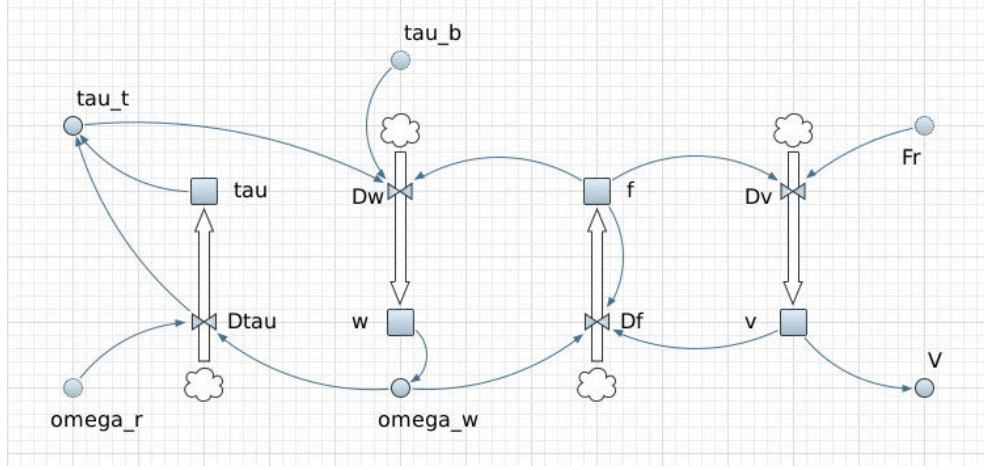 tau_b
tau_t
Fr
tau
Dw
f
Dv
Dtau
w
Df
v
V
omega_r
omega_w